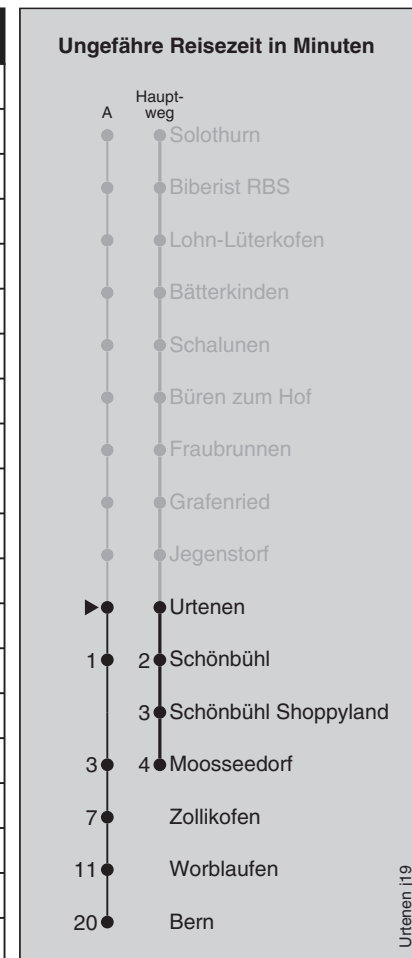 Ungefähre Reisezeit in Minuten
Haupt-
A weg
Solothurn
Biberist RBS
Lohn-Lüterkofen
Bätterkinden
Schalunen
Büren zum Hof
Fraubrunnen
Grafenried
Jegenstorf
Urtenen
1 2 Schönbühl
3 Schönbühl Shoppyland
3 4 Moosseedorf
7 Zollikofen
11 Worblaufen
20 Bern
Urtenen i19